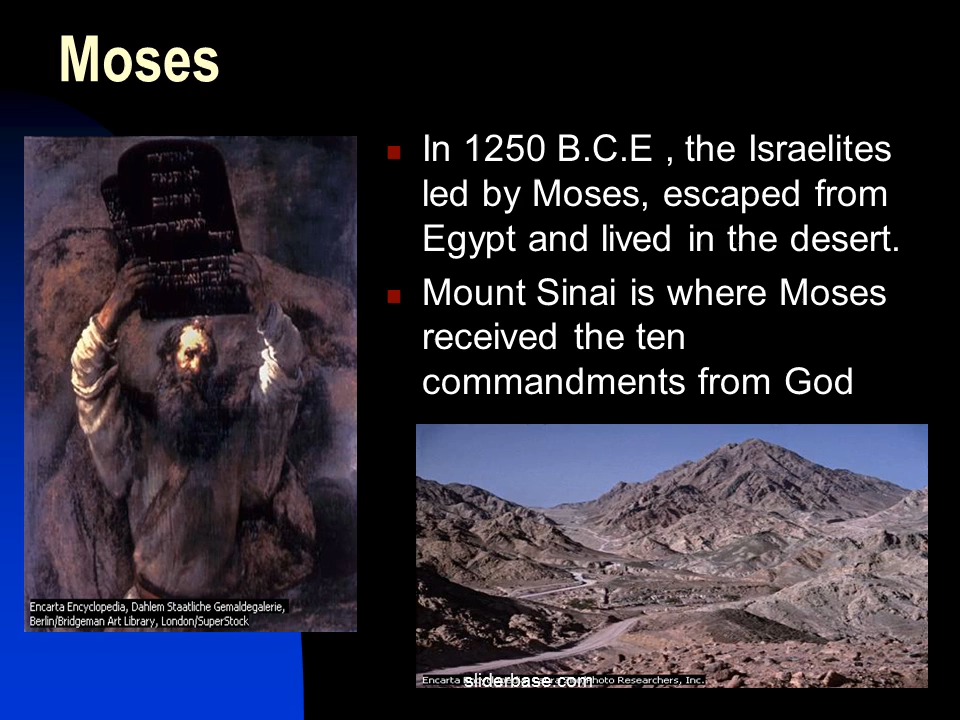 Moses
In 1250 B.C.E , the Israelites
led by Moses, escaped from
Egypt and lived in the desert.
Mount Sinai is where Moses
received the ten
commandments from God
Encarta Encyclopedia, Dahlem Staatliche Gemaldegalerie,
Berlin/Bridgeman Art Library, London/SuperStock
Encarta Photo Researchers, Inc.
sliderbase.com